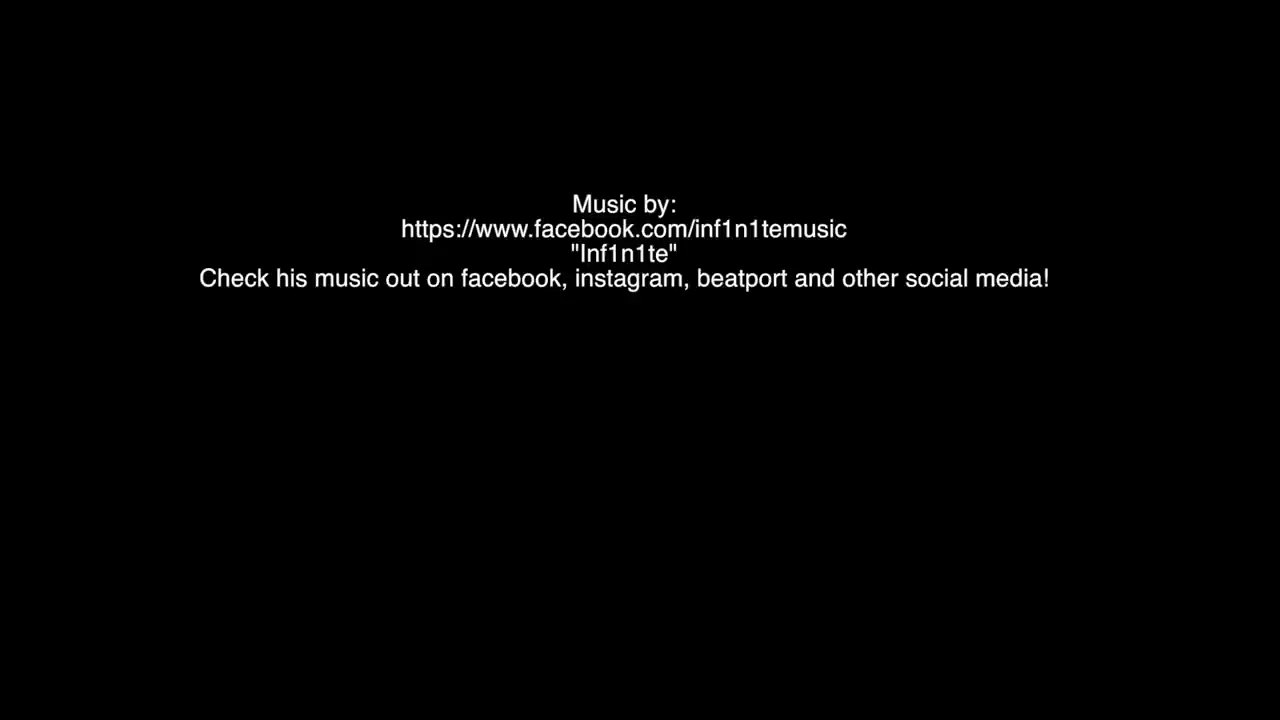 Music by:
https://www.facebook.com/inf1n1temusic
"Inf1n1te"
Check his music out on facebook, instagram, beatport and other social media!